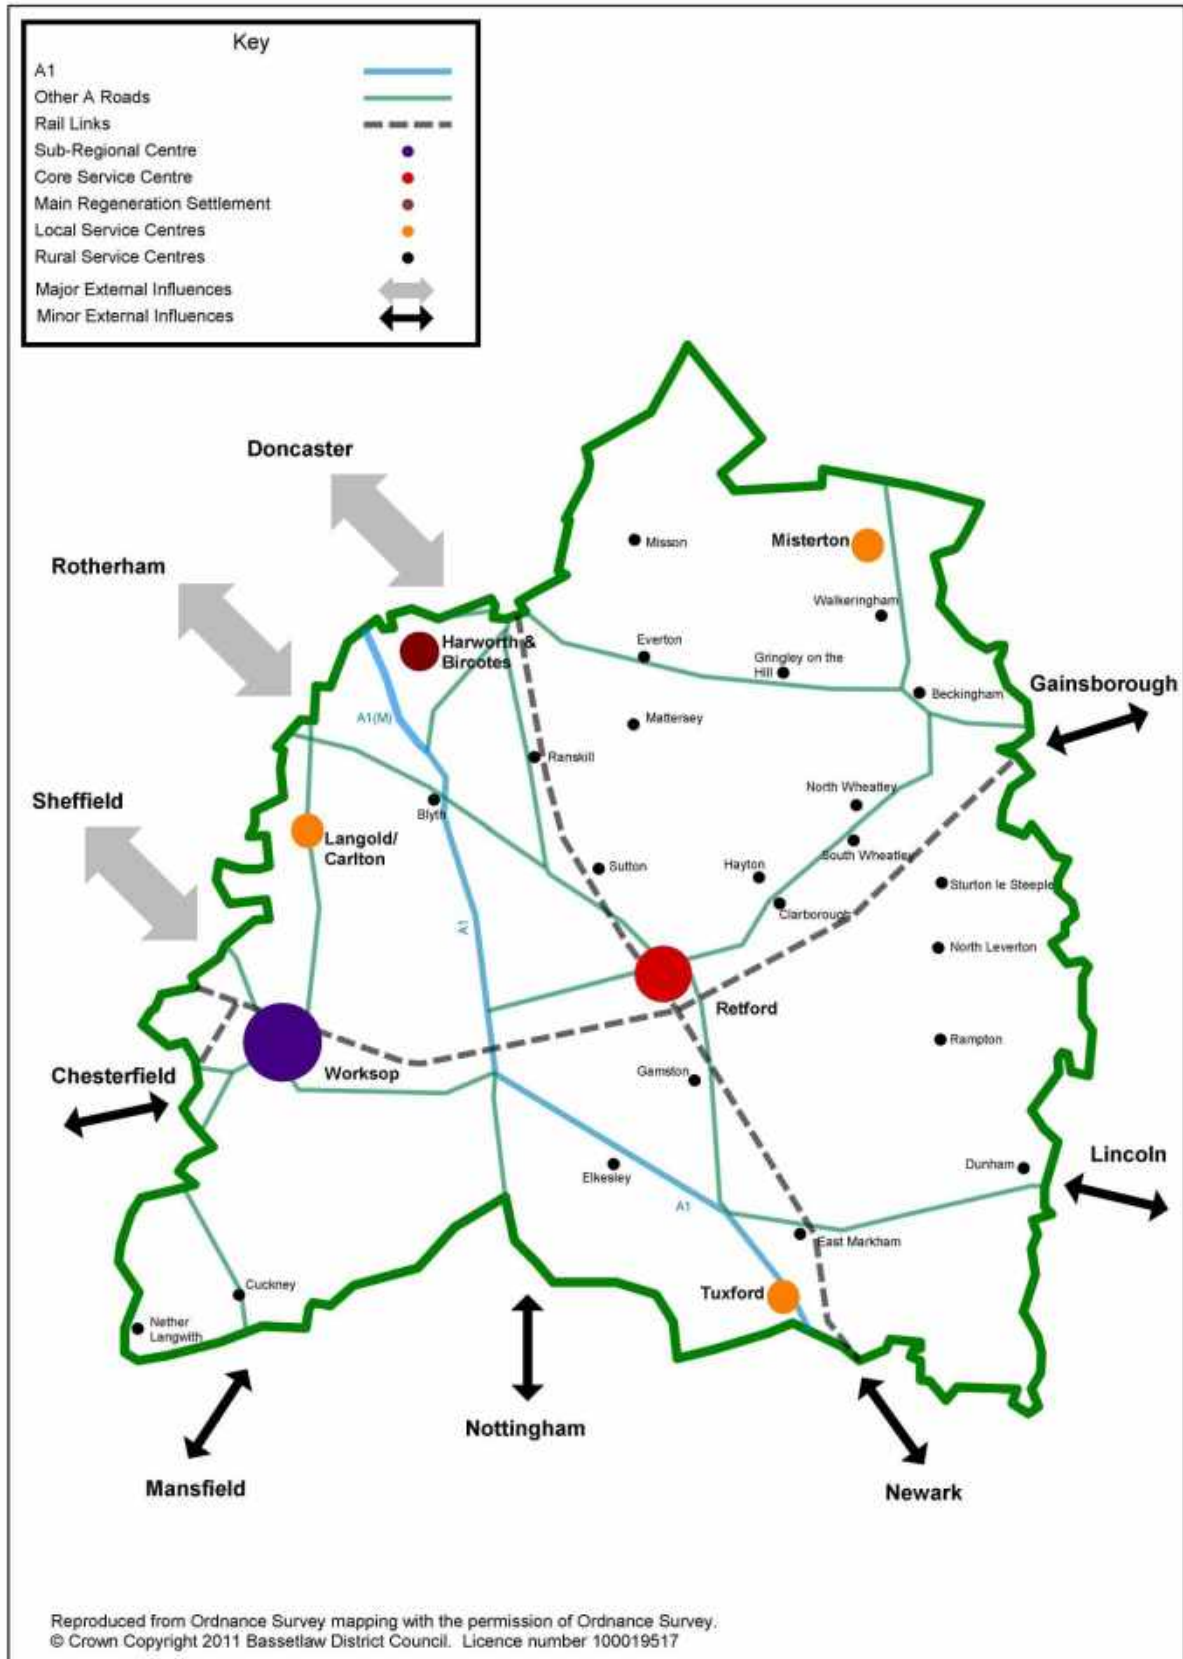 Key
A1
Other A Roads
Rail Links
Sub-Regional Centre
Core Service Centre
Main Regeneration Settlement
Local Service Centres
Rural Service Centres
Major External Influences
Minor External Influences
Doncaster
Rotherham
Misson
Misterton
Walkeringham
Harworth &
Bircotes
Everton
Gringley on the
Hill
Beckingham
Gainsborough
A1(M)
Mattersey
Ranskill
Sheffield
North Wheatley
Blyth
Langold/
Carlton
South Wheatley
Sutton
Hayton
Sturton le Steeple
Clarborough
A1
North Leverton
Retford
Rampton
Worksop
Chesterfield
Gamston
Lincoln
Dunham
Elkesley
A1
East Markham
Cuckney
Tuxford
Nether
Langwith
Nottingham
Mansfield
Newark
Reproduced from Ordnance Survey mapping with the permission of Ordnance Survey.
© Crown Copyright 2011 Bassetlaw District Council. Licence number 100019517